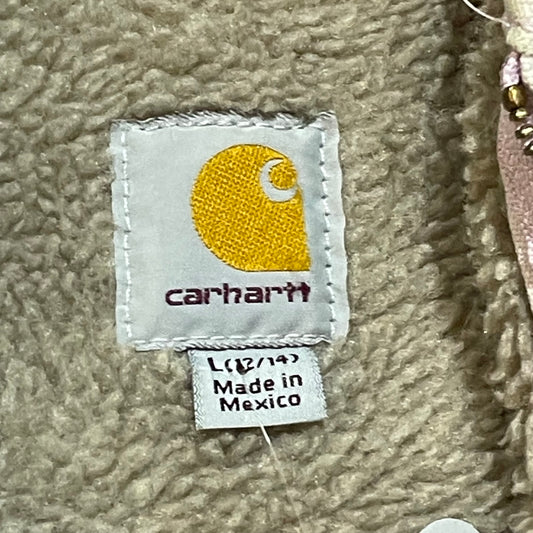 carhartt
L(12/14)
Made in
Mexico